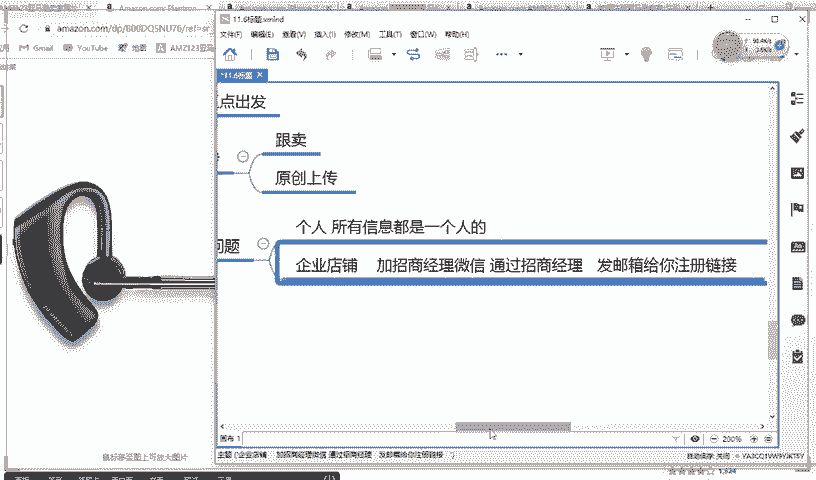 11.6标题.xmind
amazon.com/dp/B00DQ5NU76/ref=sr
Gmail
YouTube
地图
AMZ123亚马
文件(F)
编辑(E)
查看(V)
插入(I)
修改(M)
工具(T)
窗口(W)
帮助(H)
*11.6标题
点出发
跟卖
原创上传
问题
个人 所有信息都是一个人的
企业店铺 加招商经理微信 通过招商经理 发邮箱给你注册链接
鼠标移至图上可放大图片
画布 1
200%
主题 ('企业店铺 加招商经理微信 通过招商经理 发邮箱给你注册链接 ')
自动保存: 关闭